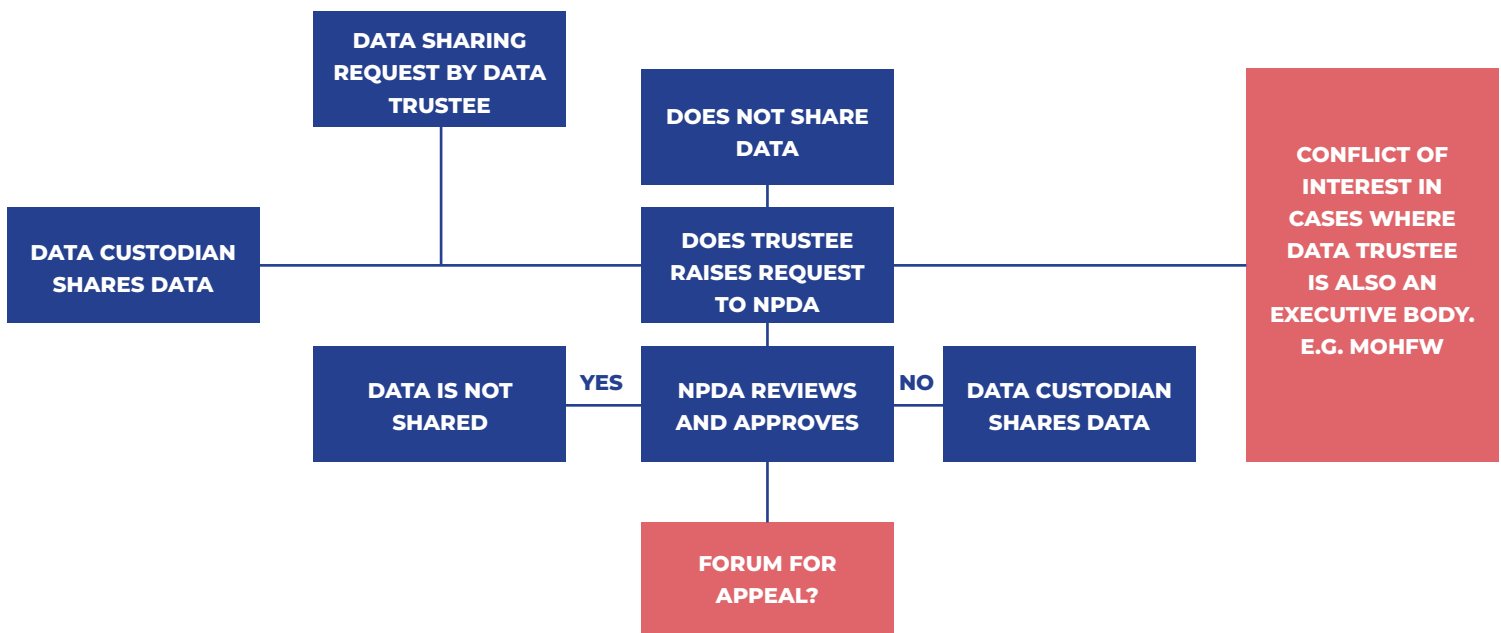 DATA SHARING
REQUEST BY DATA
TRUSTEE
DOES NOT SHARE
DATA
CONFLICT OF
INTEREST IN
CASES WHERE
DATA TRUSTEE
IS ALSO AN
EXECUTIVE BODY.
E.G. MOHFW
DATA CUSTODIAN
SHARES DATA
DOES TRUSTEE
RAISES REQUEST
TO NPDA
DATA IS NOT
SHARED
YES
NPDA REVIEWS
AND APPROVES
NO
DATA CUSTODIAN
SHARES DATA
FORUM FOR
APPEAL?